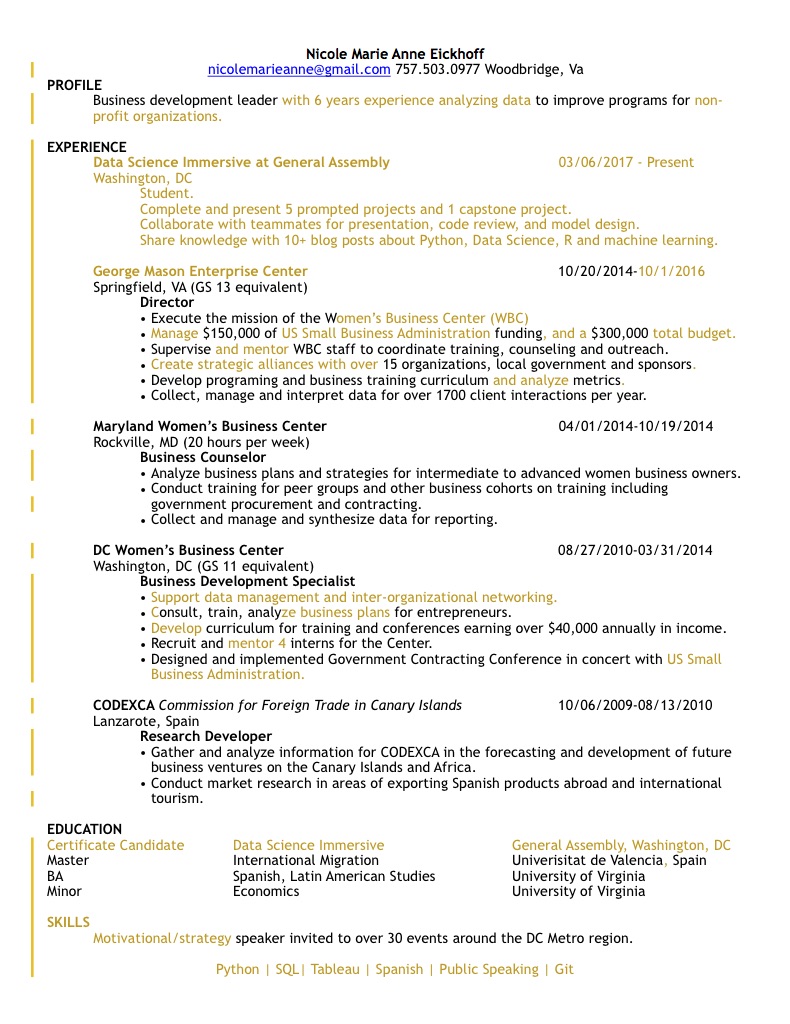 Nicole Marie Anne Eickhoff
nicolemarieanne@gmail.com 757.503.0977 Woodbridge, Va
PROFILE
Business development leader with 6 years experience analyzing data to improve programs for non-
profit organizations.
EXPERIENCE
Data Science Immersive at General Assembly 03/06/2017 - Present
Washington, DC
Student.
Complete and present 5 prompted projects and 1 capstone project.
Collaborate with teammates for presentation, code review, and model design.
Share knowledge with 10+ blog posts about Python, Data Science, R and machine learning.
George Mason Enterprise Center 10/20/2014-10/1/2016
Springfield, VA (GS 13 equivalent)
Director
• Execute the mission of the Women’s Business Center (WBC)
• Manage $150,000 of US Small Business Administration funding, and a $300,000 total budget.
• Supervise and mentor WBC staff to coordinate training, counseling and outreach.
• Create strategic alliances with over 15 organizations, local government and sponsors.
• Develop programing and business training curriculum and analyze metrics.
• Collect, manage and interpret data for over 1700 client interactions per year.
Maryland Women’s Business Center 04/01/2014-10/19/2014
Rockville, MD (20 hours per week)
Business Counselor
• Analyze business plans and strategies for intermediate to advanced women business owners.
• Conduct training for peer groups and other business cohorts on training including
government procurement and contracting.
• Collect and manage and synthesize data for reporting.
DC Women’s Business Center 08/27/2010-03/31/2014
Washington, DC (GS 11 equivalent)
Business Development Specialist
• Support data management and inter-organizational networking.
• Consult, train, analyze business plans for entrepreneurs.
• Develop curriculum for training and conferences earning over $40,000 annually in income.
• Recruit and mentor 4 interns for the Center.
• Designed and implemented Government Contracting Conference in concert with US Small
Business Administration.
CODEXCA Commission for Foreign Trade in Canary Islands 10/06/2009-08/13/2010
Lanzarote, Spain
Research Developer
• Gather and analyze information for CODEXCA in the forecasting and development of future
business ventures on the Canary Islands and Africa.
• Conduct market research in areas of exporting Spanish products abroad and international
tourism.
EDUCATION
Certificate Candidate Data Science Immersive General Assembly, Washington, DC
Master International Migration Univerisitat de Valencia, Spain
BA Spanish, Latin American Studies University of Virginia
Minor Economics University of Virginia
SKILLS
Motivational/strategy speaker invited to over 30 events around the DC Metro region.
Python | SQL| Tableau | Spanish | Public Speaking | Git